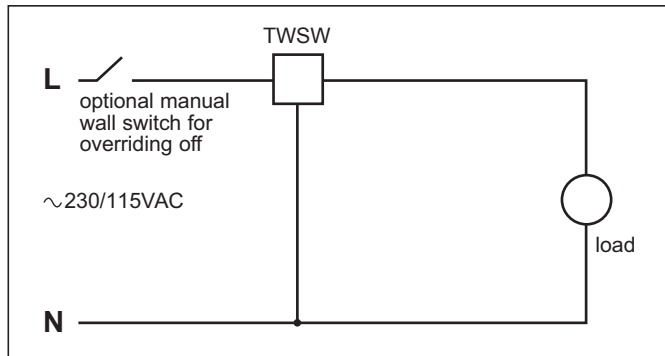 TWSW
L
optional manual
wall switch for
overriding off
~230/115VAC
load
N